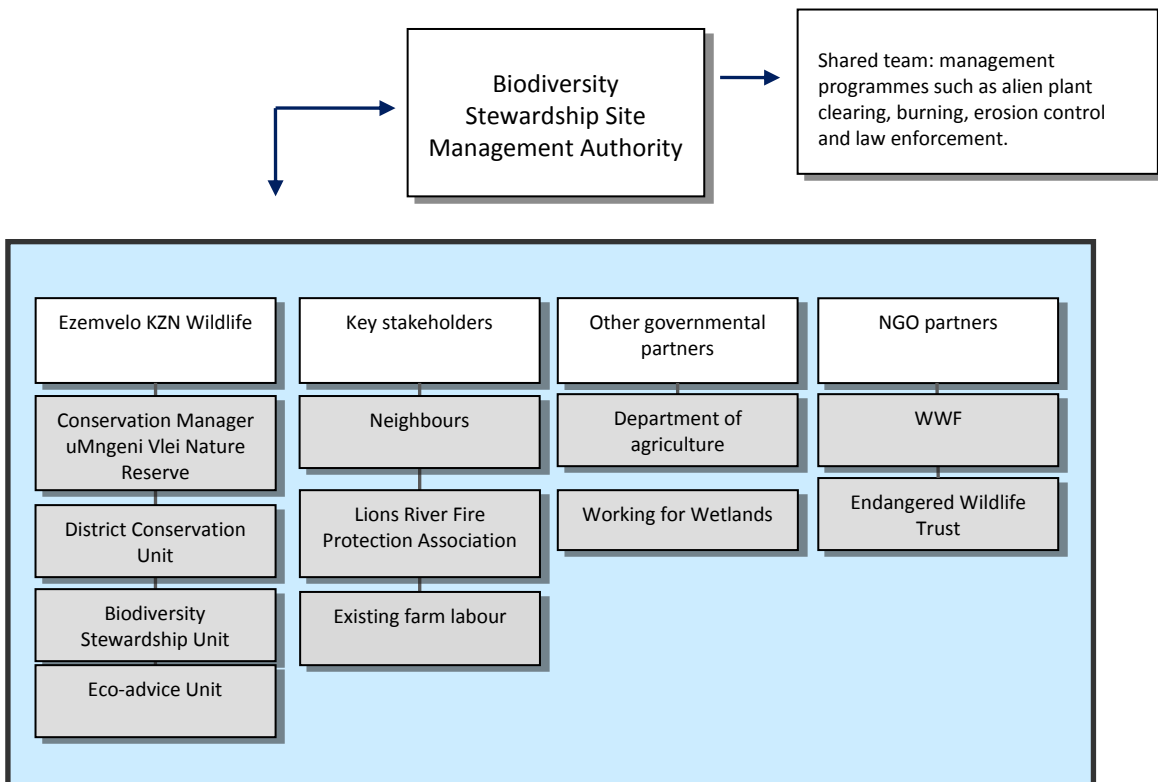 Biodiversity
Stewardship Site
Management Authority
Shared team: management
programmes such as alien plant
clearing, burning, erosion control
and law enforcement.
Ezemvelo KZN Wildlife
Conservation Manager
uMngeni Vlei Nature
Reserve
District Conservation
Unit
Biodiversity
Stewardship Unit
Eco-advice Unit
Key stakeholders
Neighbours
Lions River Fire
Protection Association
Existing farm labour
Other governmental
partners
Department of
agriculture
Working for Wetlands
NGO partners
WWF
Endangered Wildlife
Trust